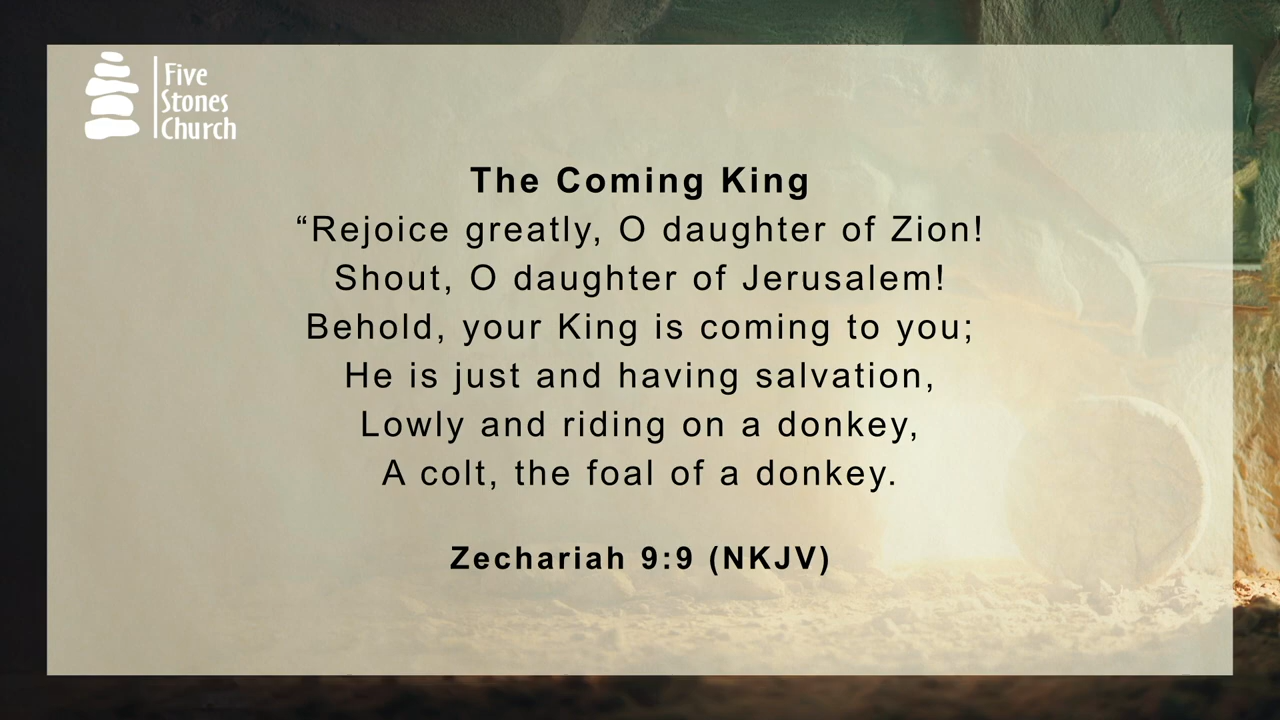 Five
Stones
Church
The Coming King
“Rejoice greatly, O daughter of Zion!
Shout, O daughter of Jerusalem!
Behold, your King is coming to you;
He is just and having salvation,
Lowly and riding on a donkey,
A colt, the foal of a donkey.
Zechariah 9:9 (NKJV)